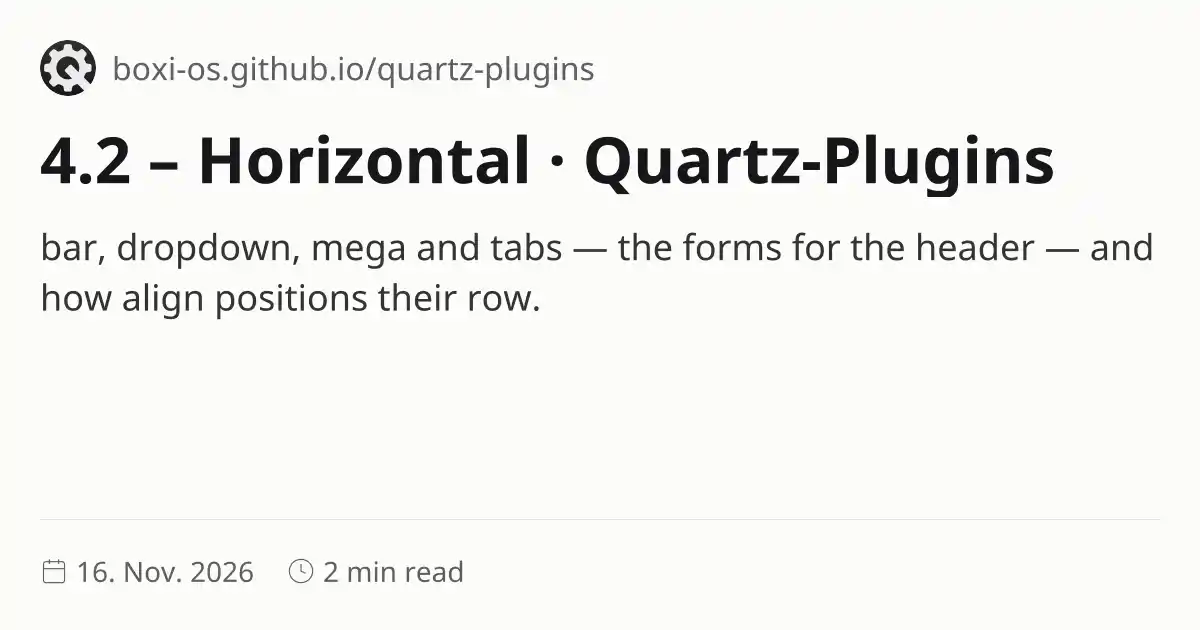 boxi-os.github.io/quartz-plugins
4.2 – Horizontal · Quartz-Plugins
bar, dropdown, mega and tabs — the forms for the header — and
how align positions their row.
16. Nov. 2026 2 min read